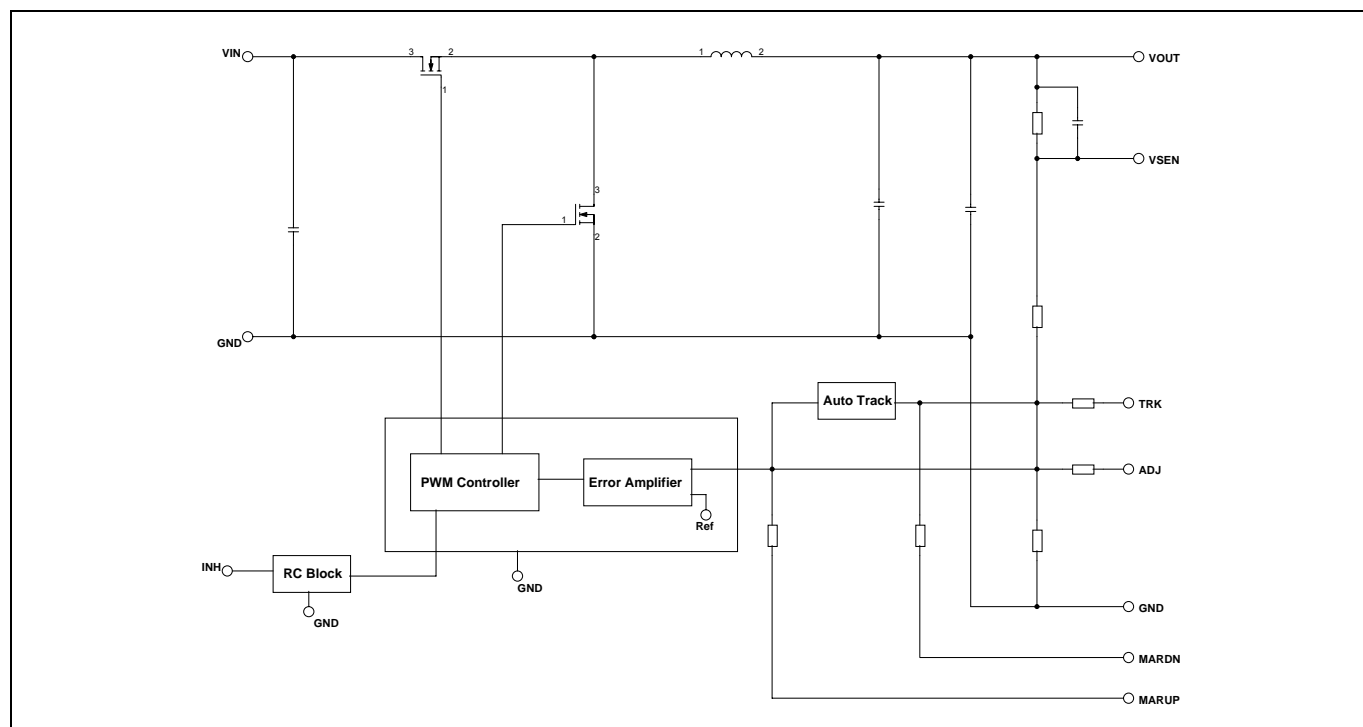 VIN
3
2
1
1
2
VOUT
VSEN
3
1
2
GND
Auto Track
TRK
ADJ
PWM Controller
Error Amplifier
Ref
INH
RC Block
GND
GND
GND
MARDN
MARUP